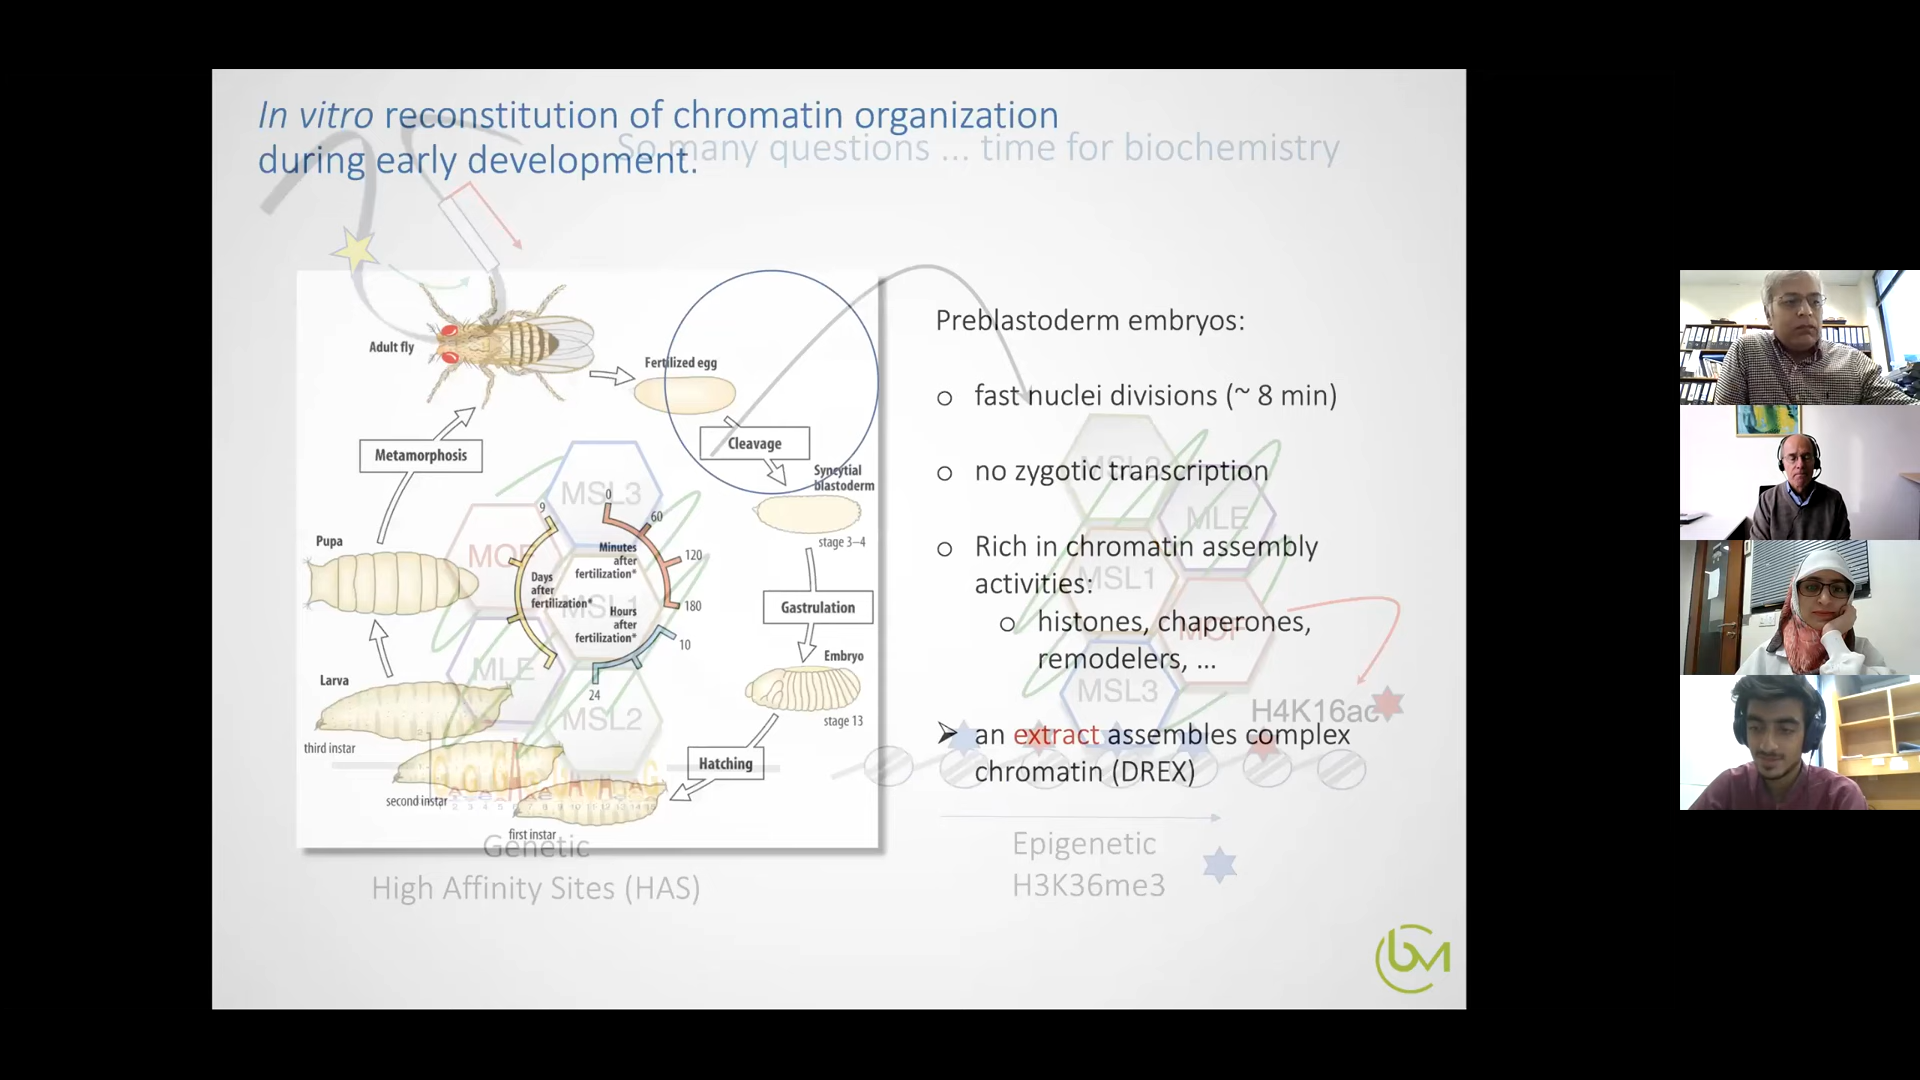 In vitro reconstitution of chromatin organization
during early development.
So many questions ... time for biochemistry
Adult fly
Fertilized egg
Cleavage
Syncytial
blastoderm
stage 3–4
Gastrulation
Embryo
stage 13
Hatching
first instar
second instar
third instar
Larva
Pupa
Metamorphosis
0
60
120
180
Minutes
after
fertilization*
Hours
after
fertilization*
10
24
Days
after
fertilization*
9
MSL3
MOF
MSL1
MLE
MSL2
Genetic
High Affinity Sites (HAS)
Preblastoderm embryos:
fast nuclei divisions (~ 8 min)
no zygotic transcription
Rich in chromatin assembly
activities:
histones, chaperones,
remodelers, ...
an extract assembles complex
chromatin (DREX)
MSL2
MLE
MSL1
MOF
MSL3
H4K16ac
Epigenetic
H3K36me3
bM